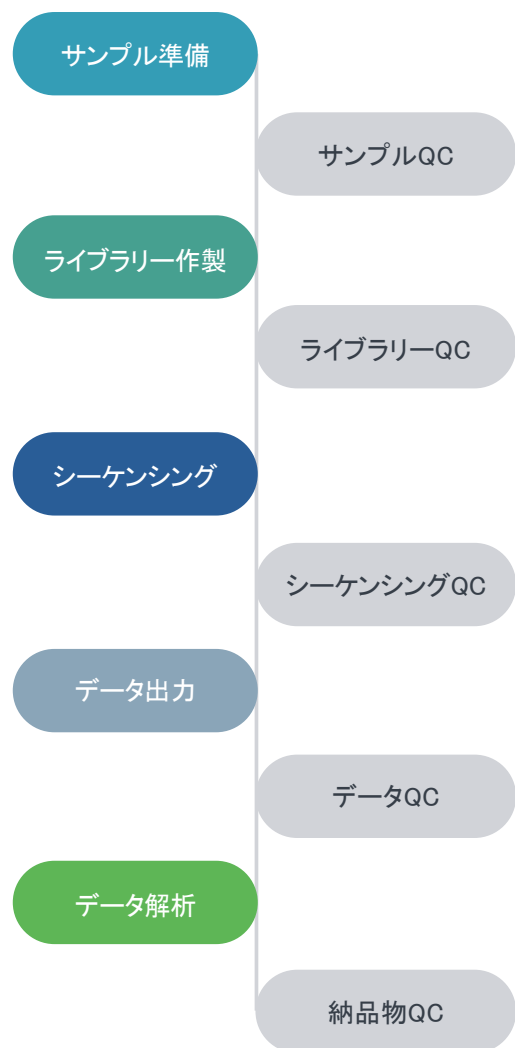 サンプル準備
サンプルQC
ライブラリー作製
ライブラリーQC
シーケンシング
シーケンシングQC
データ出力
データQC
データ解析
納品物QC